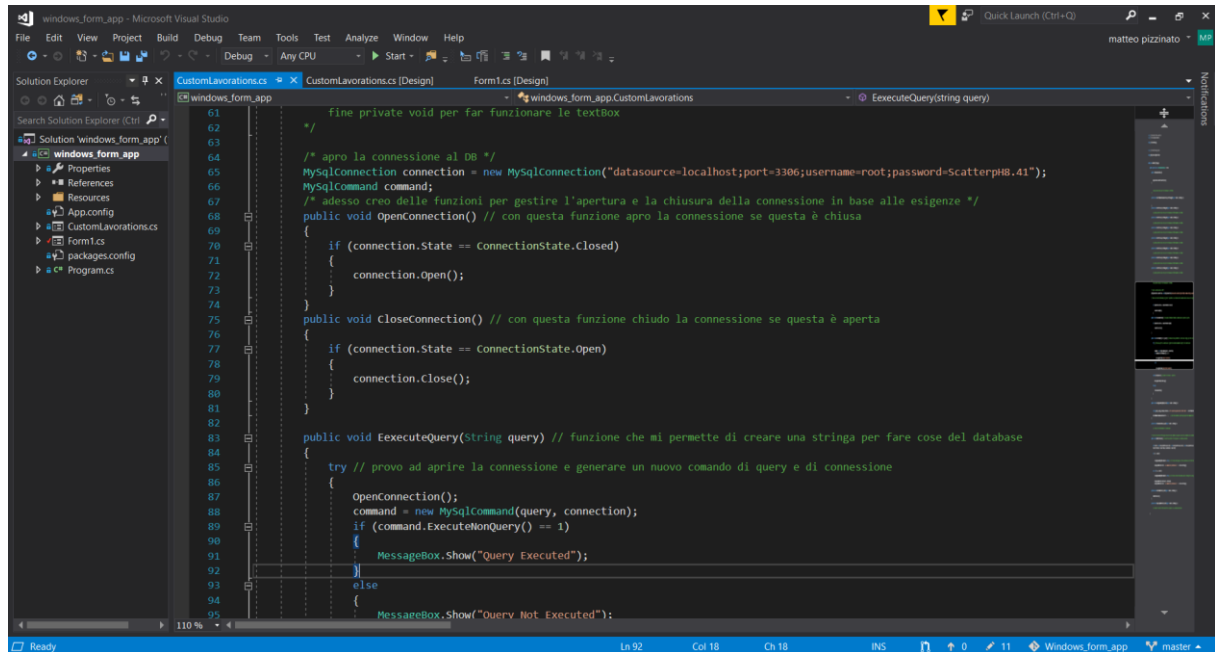 windows_form_app - Microsoft Visual Studio
Quick Launch (Ctrl+Q)
File Edit View Project Build Debug Team Tools Test Analyze Window Help
matteo pizzinato MP
Debug Any CPU Start
Solution Explorer
CustomLavorations.cs CustomLavorations.cs [Design] Form1.cs [Design]
Notifications
windows_form_app windows_form_app.CustomLavorations EexecuteQuery(string query)
Search Solution Explorer (Ctrl
Solution 'windows_form_app' (
windows_form_app
Properties
References
Resources
App.config
CustomLavorations.cs
Form1.cs
packages.config
Program.cs
61 fine private void per far funzionare le textBox
62 */
63
64 /* apro la connessione al DB */
65 MySqlConnection connection = new MySqlConnection("datasource=localhost;port=3306;username=root;password=ScatterpH8.41");
66 MySqlCommand command;
67 /* adesso creo delle funzioni per gestire l'apertura e la chiusura della connessione in base alle esigenze */
68 public void OpenConnection() // con questa funzione apro la connessione se questa è chiusa
69 {
70 if (connection.State == ConnectionState.Closed)
71 {
72 connection.Open();
73 }
74 }
75 public void CloseConnection() // con questa funzione chiudo la connessione se questa è aperta
76 {
77 if (connection.State == ConnectionState.Open)
78 {
79 connection.Close();
80 }
81 }
82
83 public void EexecuteQuery(String query) // funzione che mi permette di creare una stringa per fare cose del database
84 {
85 try // provo ad aprire la connessione e generare un nuovo comando di query e di connessione
86 {
87 OpenConnection();
88 command = new MySqlCommand(query, connection);
89 if (command.ExecuteNonQuery() == 1)
90 {
91 MessageBox.Show("Query Executed");
92 }
93 else
94 {
95 MessageBox.Show("Query Not Executed");
110 %
Ready Ln 92 Col 18 Ch 18 INS 0 11 Windows_form_app master